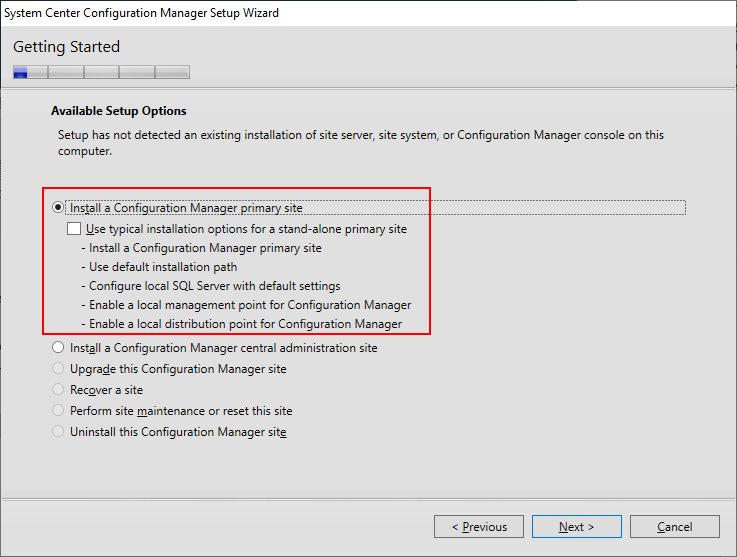 System Center Configuration Manager Setup Wizard
Getting Started
Available Setup Options
Setup has not detected an existing installation of site server, site system, or Configuration Manager console on this
computer.
Install a Configuration Manager primary site
Use typical installation options for a stand-alone primary site
- Install a Configuration Manager primary site
- Use default installation path
- Configure local SQL Server with default settings
- Enable a local management point for Configuration Manager
- Enable a local distribution point for Configuration Manager
Install a Configuration Manager central administration site
Upgrade this Configuration Manager site
Recover a site
Perform site maintenance or reset this site
Uninstall this Configuration Manager site
< Previous Next > Cancel